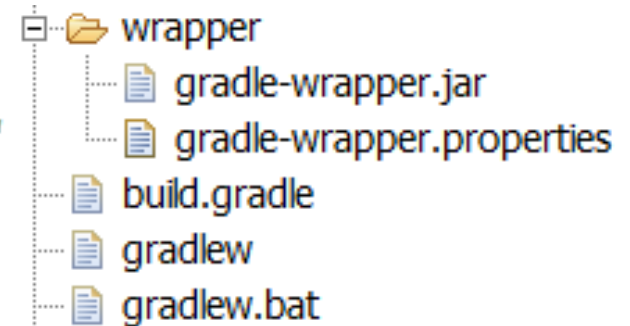 wrapper
gradle-wrapper.jar
gradle-wrapper.properties
build.gradle
gradlew
gradlew.bat